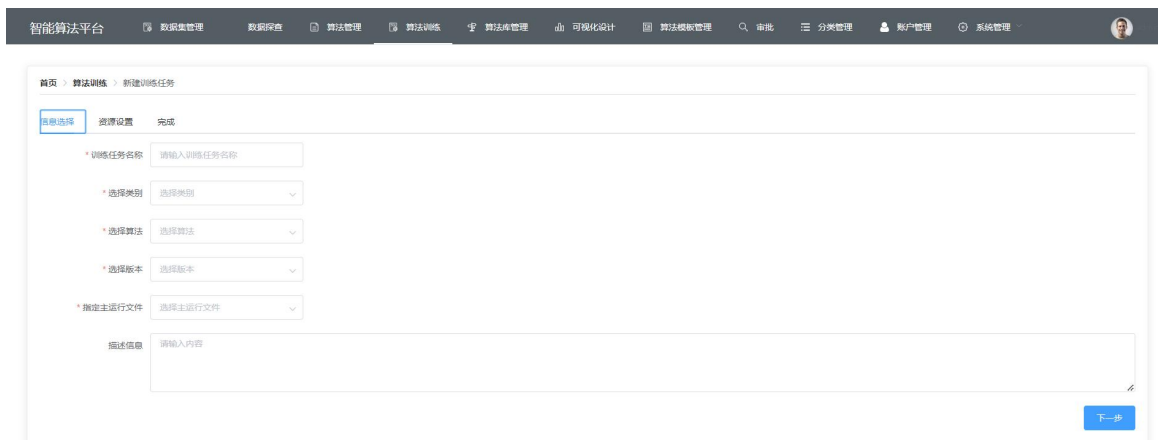 智能算法平台 数据集管理 数据探查 算法管理 算法训练 算法库管理 可视化设计 算法模板管理 审批 分类管理 账户管理 系统管理
首页 > 算法训练 > 新建训练任务
信息选择 资源设置 完成
* 训练任务名称 请输入训练任务名称
* 选择类别 选择类别
* 选择算法 选择算法
* 选择版本 选择版本
* 指定主运行文件 选择主运行文件
描述信息 请输入内容
下一步